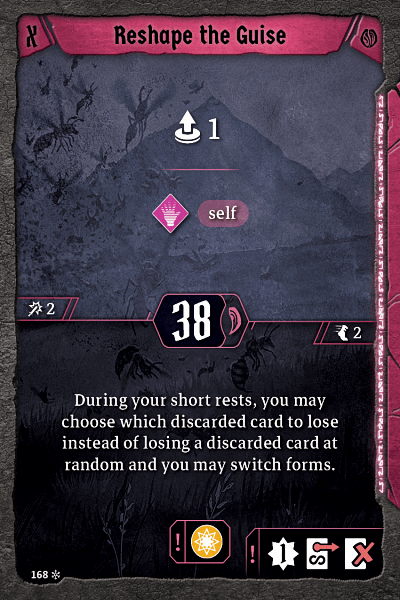 X
Reshape the Guise
1
self
2
38
2
During your short rests, you may
choose which discarded card to lose
instead of losing a discarded card at
random and you may switch forms.
! ! 1 S
168